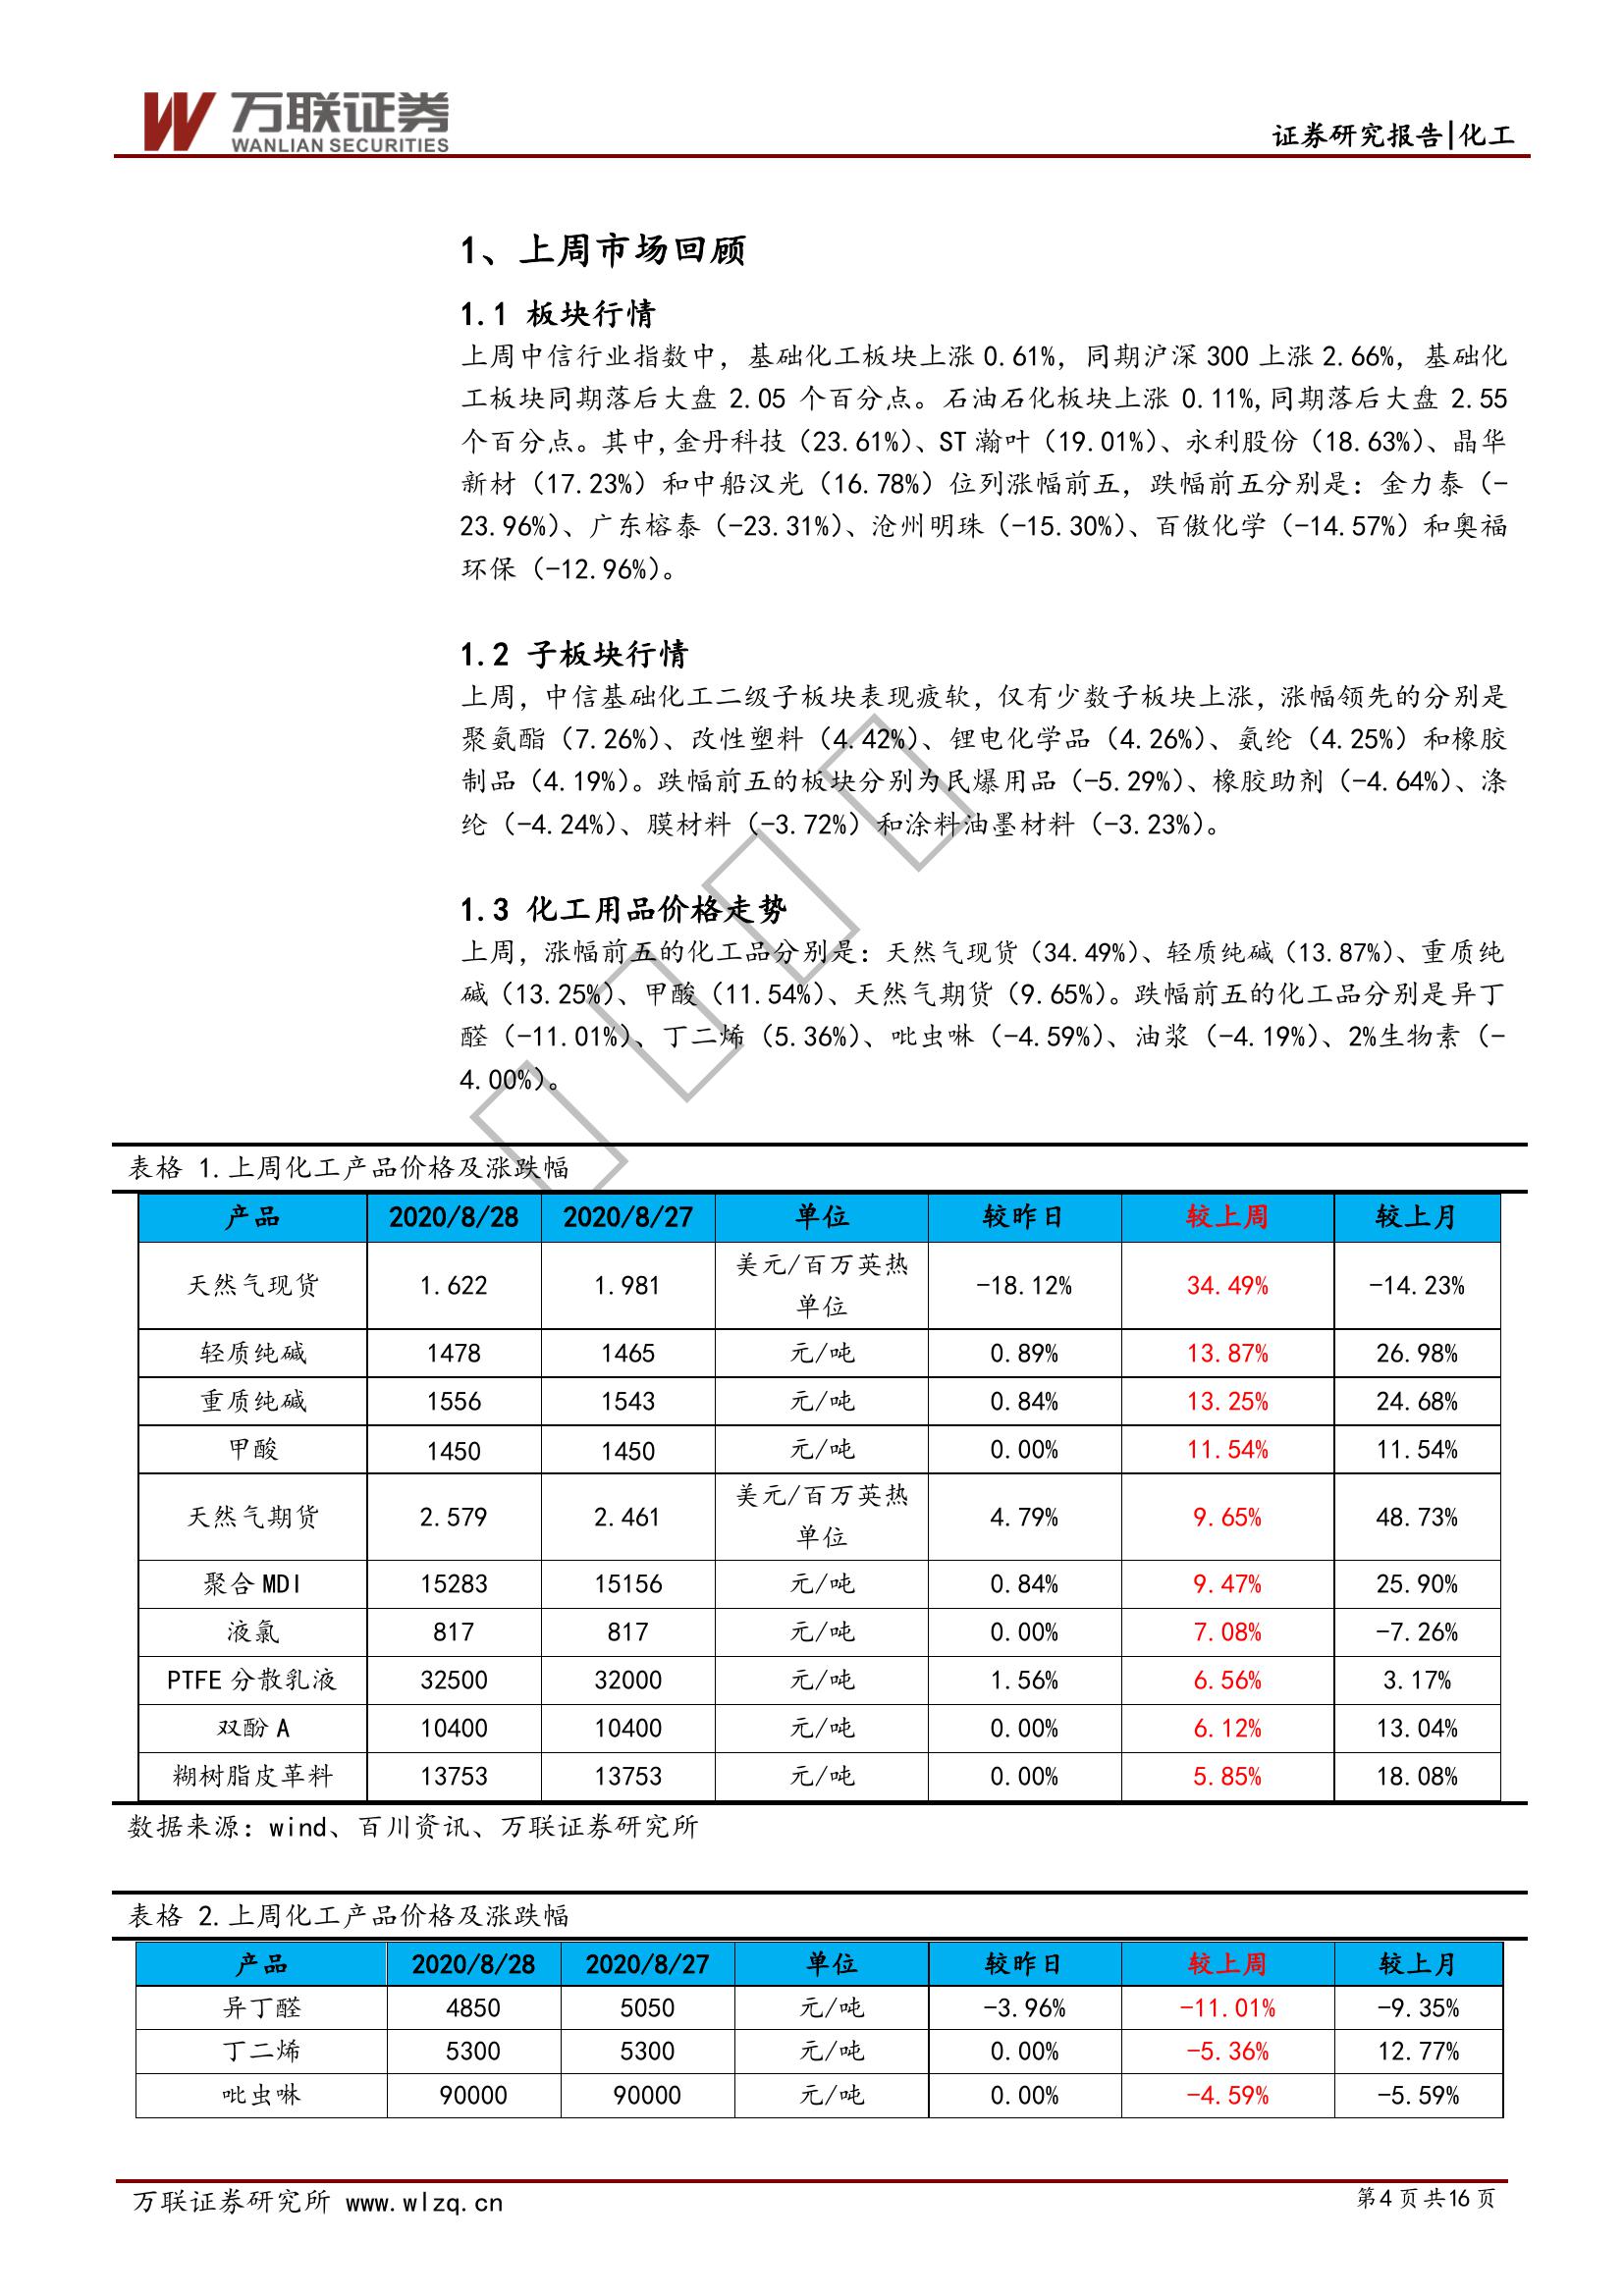 万联证券
WANLIAN SECURITIES
证券研究报告|化工
1、上周市场回顾
1.1 板块行情
上周中信行业指数中，基础化工板块上涨 0.61%，同期沪深 300 上涨 2.66%，基础化
工板块同期落后大盘 2.05 个百分点。石油石化板块上涨 0.11%,同期落后大盘 2.55
个百分点。其中,金丹科技（23.61%）、ST 瀚叶（19.01%）、永利股份（18.63%）、晶华
新材（17.23%）和中船汉光（16.78%）位列涨幅前五，跌幅前五分别是：金力泰（-
23.96%）、广东榕泰（-23.31%）、沧州明珠（-15.30%）、百傲化学（-14.57%）和奥福
环保（-12.96%）。
1.2 子板块行情
上周，中信基础化工二级子板块表现疲软，仅有少数子板块上涨，涨幅领先的分别是
聚氨酯（7.26%）、改性塑料（4.42%）、锂电化学品（4.26%）、氨纶（4.25%）和橡胶
制品（4.19%）。跌幅前五的板块分别为民爆用品（-5.29%）、橡胶助剂（-4.64%）、涤
纶（-4.24%）、膜材料（-3.72%）和涂料油墨材料（-3.23%）。
1.3 化工用品价格走势
上周，涨幅前五的化工品分别是：天然气现货（34.49%）、轻质纯碱（13.87%）、重质纯
碱（13.25%）、甲酸（11.54%）、天然气期货（9.65%）。跌幅前五的化工品分别是异丁
醛（-11.01%）、丁二烯（5.36%）、吡虫啉（-4.59%）、油浆（-4.19%）、2%生物素（-
4.00%）。
表格 1.上周化工产品价格及涨跌幅
产品 2020/8/28 2020/8/27 单位 较昨日 较上周 较上月
天然气现货 1.622 1.981 美元/百万英热单位 -18.12% 34.49% -14.23%
轻质纯碱 1478 1465 元/吨 0.89% 13.87% 26.98%
重质纯碱 1556 1543 元/吨 0.84% 13.25% 24.68%
甲酸 1450 1450 元/吨 0.00% 11.54% 11.54%
天然气期货 2.579 2.461 美元/百万英热单位 4.79% 9.65% 48.73%
聚合 MDI 15283 15156 元/吨 0.84% 9.47% 25.90%
液氯 817 817 元/吨 0.00% 7.08% -7.26%
PTFE 分散乳液 32500 32000 元/吨 1.56% 6.56% 3.17%
双酚 A 10400 10400 元/吨 0.00% 6.12% 13.04%
糊树脂皮革料 13753 13753 元/吨 0.00% 5.85% 18.08%
数据来源：wind、百川资讯、万联证券研究所
表格 2.上周化工产品价格及涨跌幅
产品 2020/8/28 2020/8/27 单位 较昨日 较上周 较上月
异丁醛 4850 5050 元/吨 -3.96% -11.01% -9.35%
丁二烯 5300 5300 元/吨 0.00% -5.36% 12.77%
吡虫啉 90000 90000 元/吨 0.00% -4.59% -5.59%
万联证券研究所 www.wlzq.cn
第4页共16页